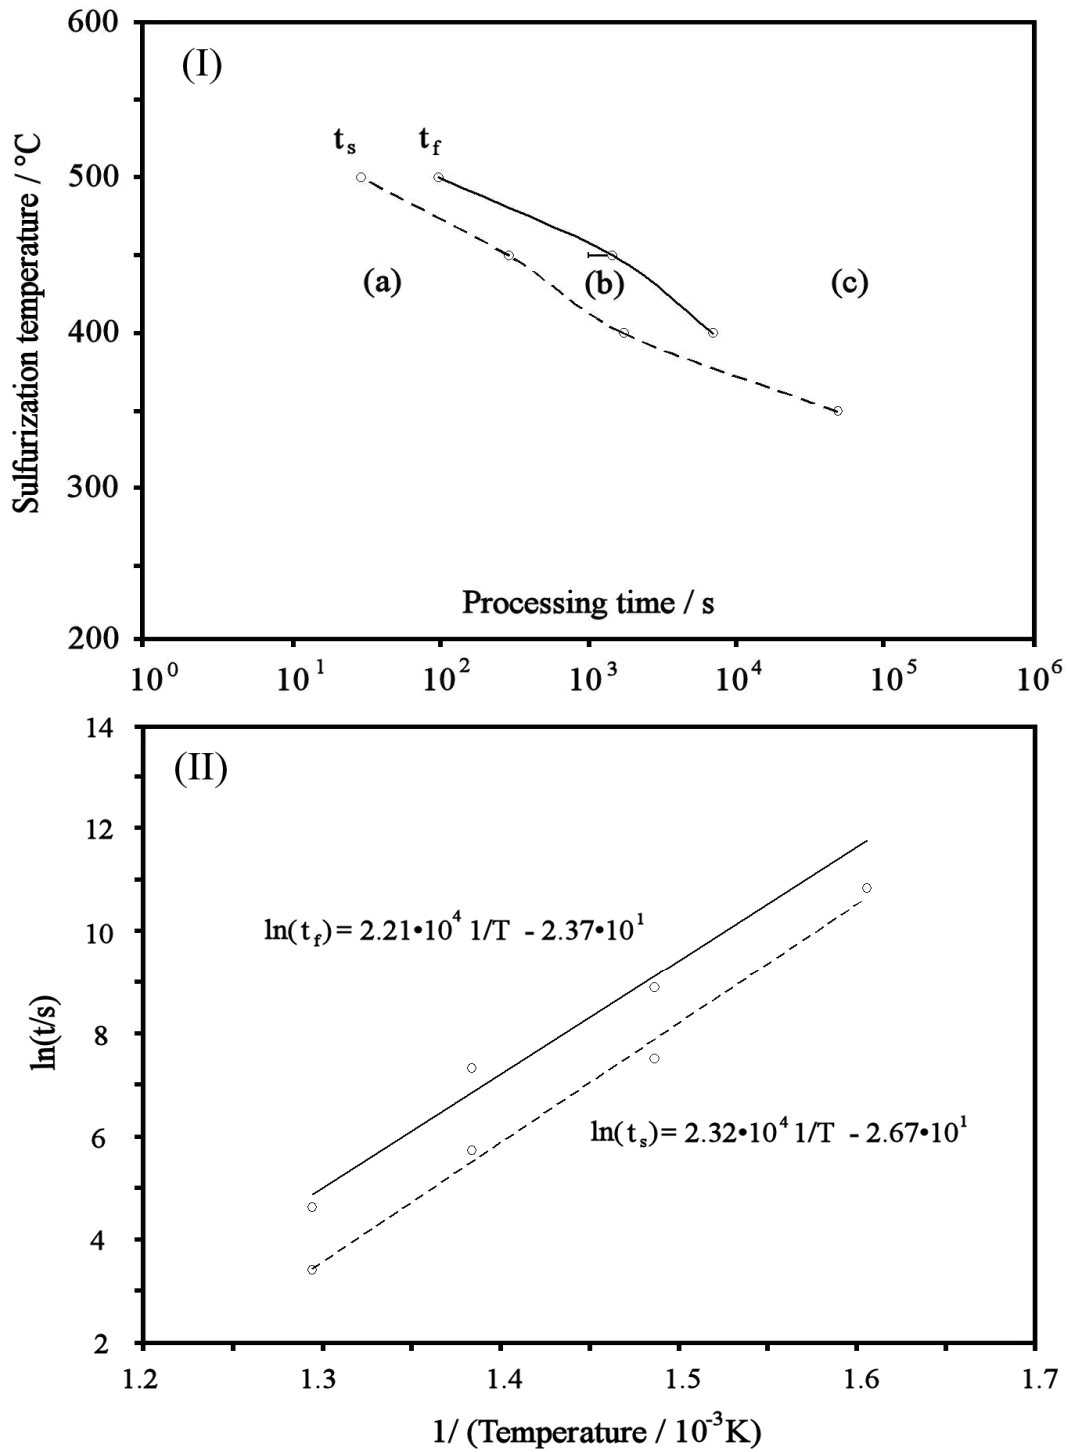 600
(I)
t_s t_f
500
(a) (b) (c)
400
300
200
Sulfurization temperature / °C
Processing time / s
10^0 10^1 10^2 10^3 10^4 10^5 10^6
14
(II)
12
ln(t_f)= 2.21•10^4 1/T - 2.37•10^1
10
8
ln(t/s)
ln(t_s)= 2.32•10^4 1/T - 2.67•10^1
6
4
2
1.2 1.3 1.4 1.5 1.6 1.7
1/ (Temperature / 10^-3 K)